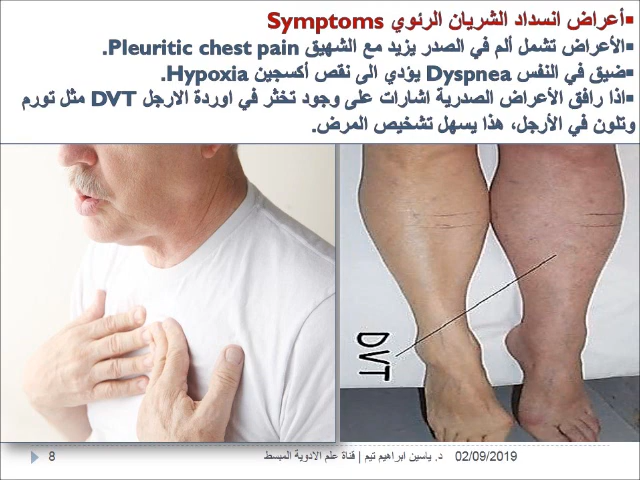 ▪أعراض انسداد الشريان الرئوي Symptoms
▪الأعراض تشمل ألم في الصدر يزيد مع الشهيق Pleuritic chest pain.
▪ضيق في النفس Dyspnea يؤدي الى نقص أكسجين Hypoxia.
▪اذا رافق الأعراض الصدرية اشارات على وجود تخثر في اوردة الارجل DVT مثل تورم
وتلون في الأرجل، هذا يسهل تشخيص المرض.
DVT
02/09/2019
د. ياسين ابراهيم تيم | قناة علم الادوية المبسط
8